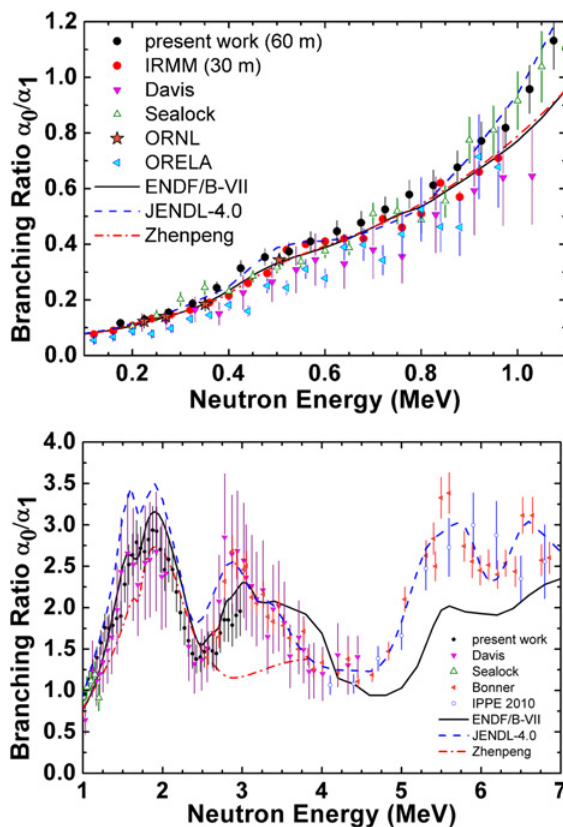 1.2
1.0
0.8
0.6
0.4
0.2
0.0
Branching Ratio α₀/α₁
present work (60 m)
IRMM (30 m)
Davis
Sealock
ORNL
ORELA
ENDF/B-VII
JENDL-4.0
Zhenpeng
0.2 0.4 0.6 0.8 1.0
Neutron Energy (MeV)
4.0
3.5
3.0
2.5
2.0
1.5
1.0
0.5
0.0
Branching Ratio α₀/α₁
present work
Davis
Sealock
Bonner
IPPE 2010
ENDF/B-VII
JENDL-4.0
Zhenpeng
1 2 3 4 5 6 7
Neutron Energy (MeV)